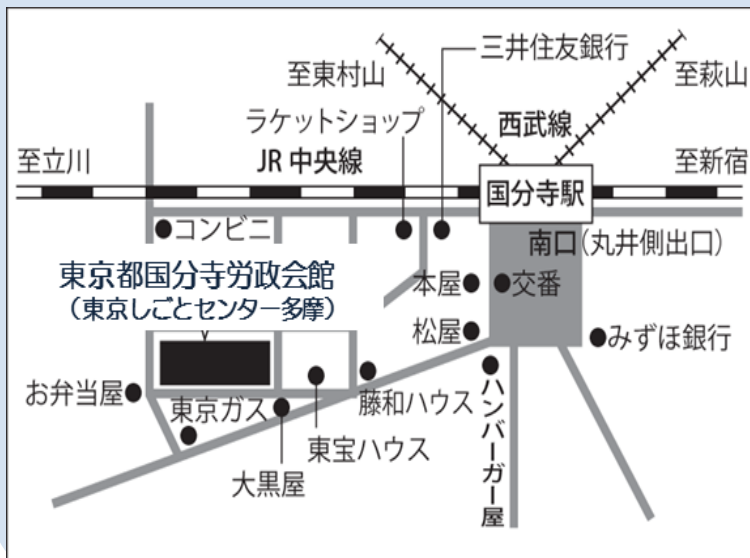 三井住友銀行
至東村山
至萩山
ラケットショップ
西武線
至立川
JR 中央線
至新宿
国分寺駅
コンビニ
南口(丸井側出口)
東京都国分寺労政会館
（東京しごとセンター多摩）
本屋
交番
松屋
みずほ銀行
お弁当屋
東京ガス
藤和ハウス
ハンバーガー屋
東宝ハウス
大黒屋